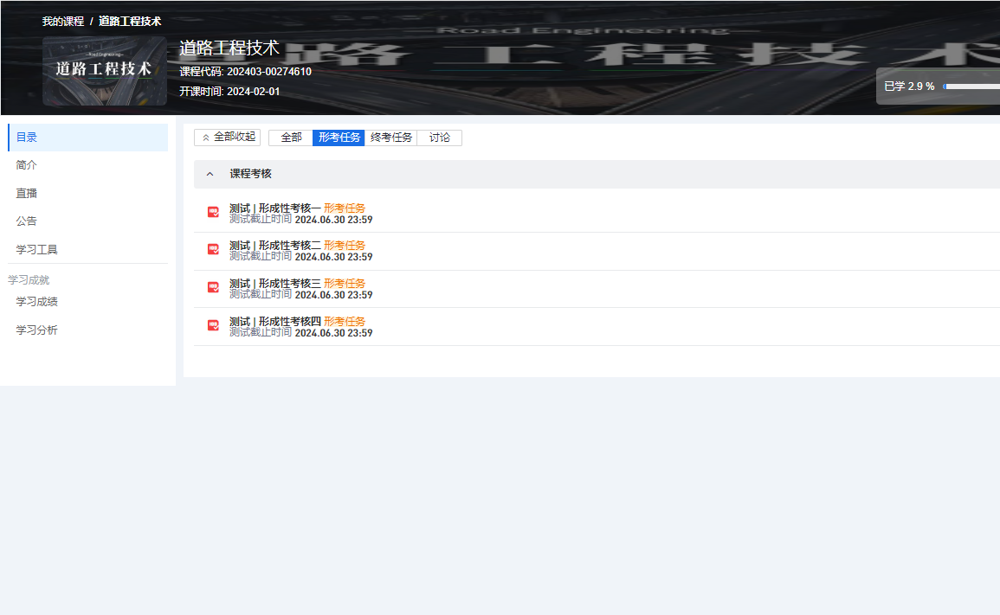 我的课程 / 道路工程技术
Road Engineering
道路工程技术
道路工程技术
课程代码: 202403-00274610
开课时间: 2024-02-01
Road Engineering
路工程技术
已学 2.9 %
目录
简介
直播
公告
学习工具
学习成就
学习成绩
学习分析
全部收起
全部 形考任务 终考任务 讨论
课程考核
测试 | 形成性考核一 形考任务
测试截止时间 2024.06.30 23:59
测试 | 形成性考核二 形考任务
测试截止时间 2024.06.30 23:59
测试 | 形成性考核三 形考任务
测试截止时间 2024.06.30 23:59
测试 | 形成性考核四 形考任务
测试截止时间 2024.06.30 23:59